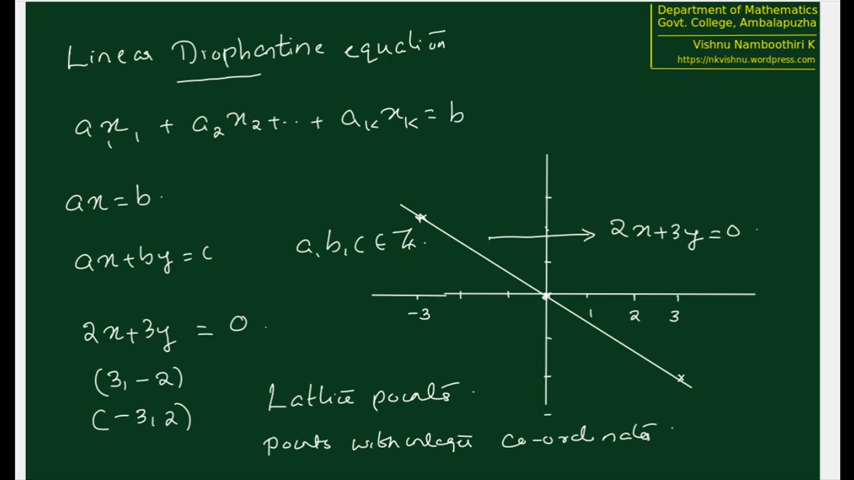 Department of Mathematics
Govt. College, Ambalapuzha
Vishnu Namboothiri K
https://nkvishnu.wordpress.com
Linear Diophantine equation
a₁x₁ + a₂x₂ + ·· + aₖxₖ = b
ax = b.
ax + by = c
a, b, c ∈ ℤ.
2x + 3y = 0.
(3, -2)
(-3, 2)
2x + 3y = 0.
-3 1 2 3
Lattice points.
points with integer co-ordinates.